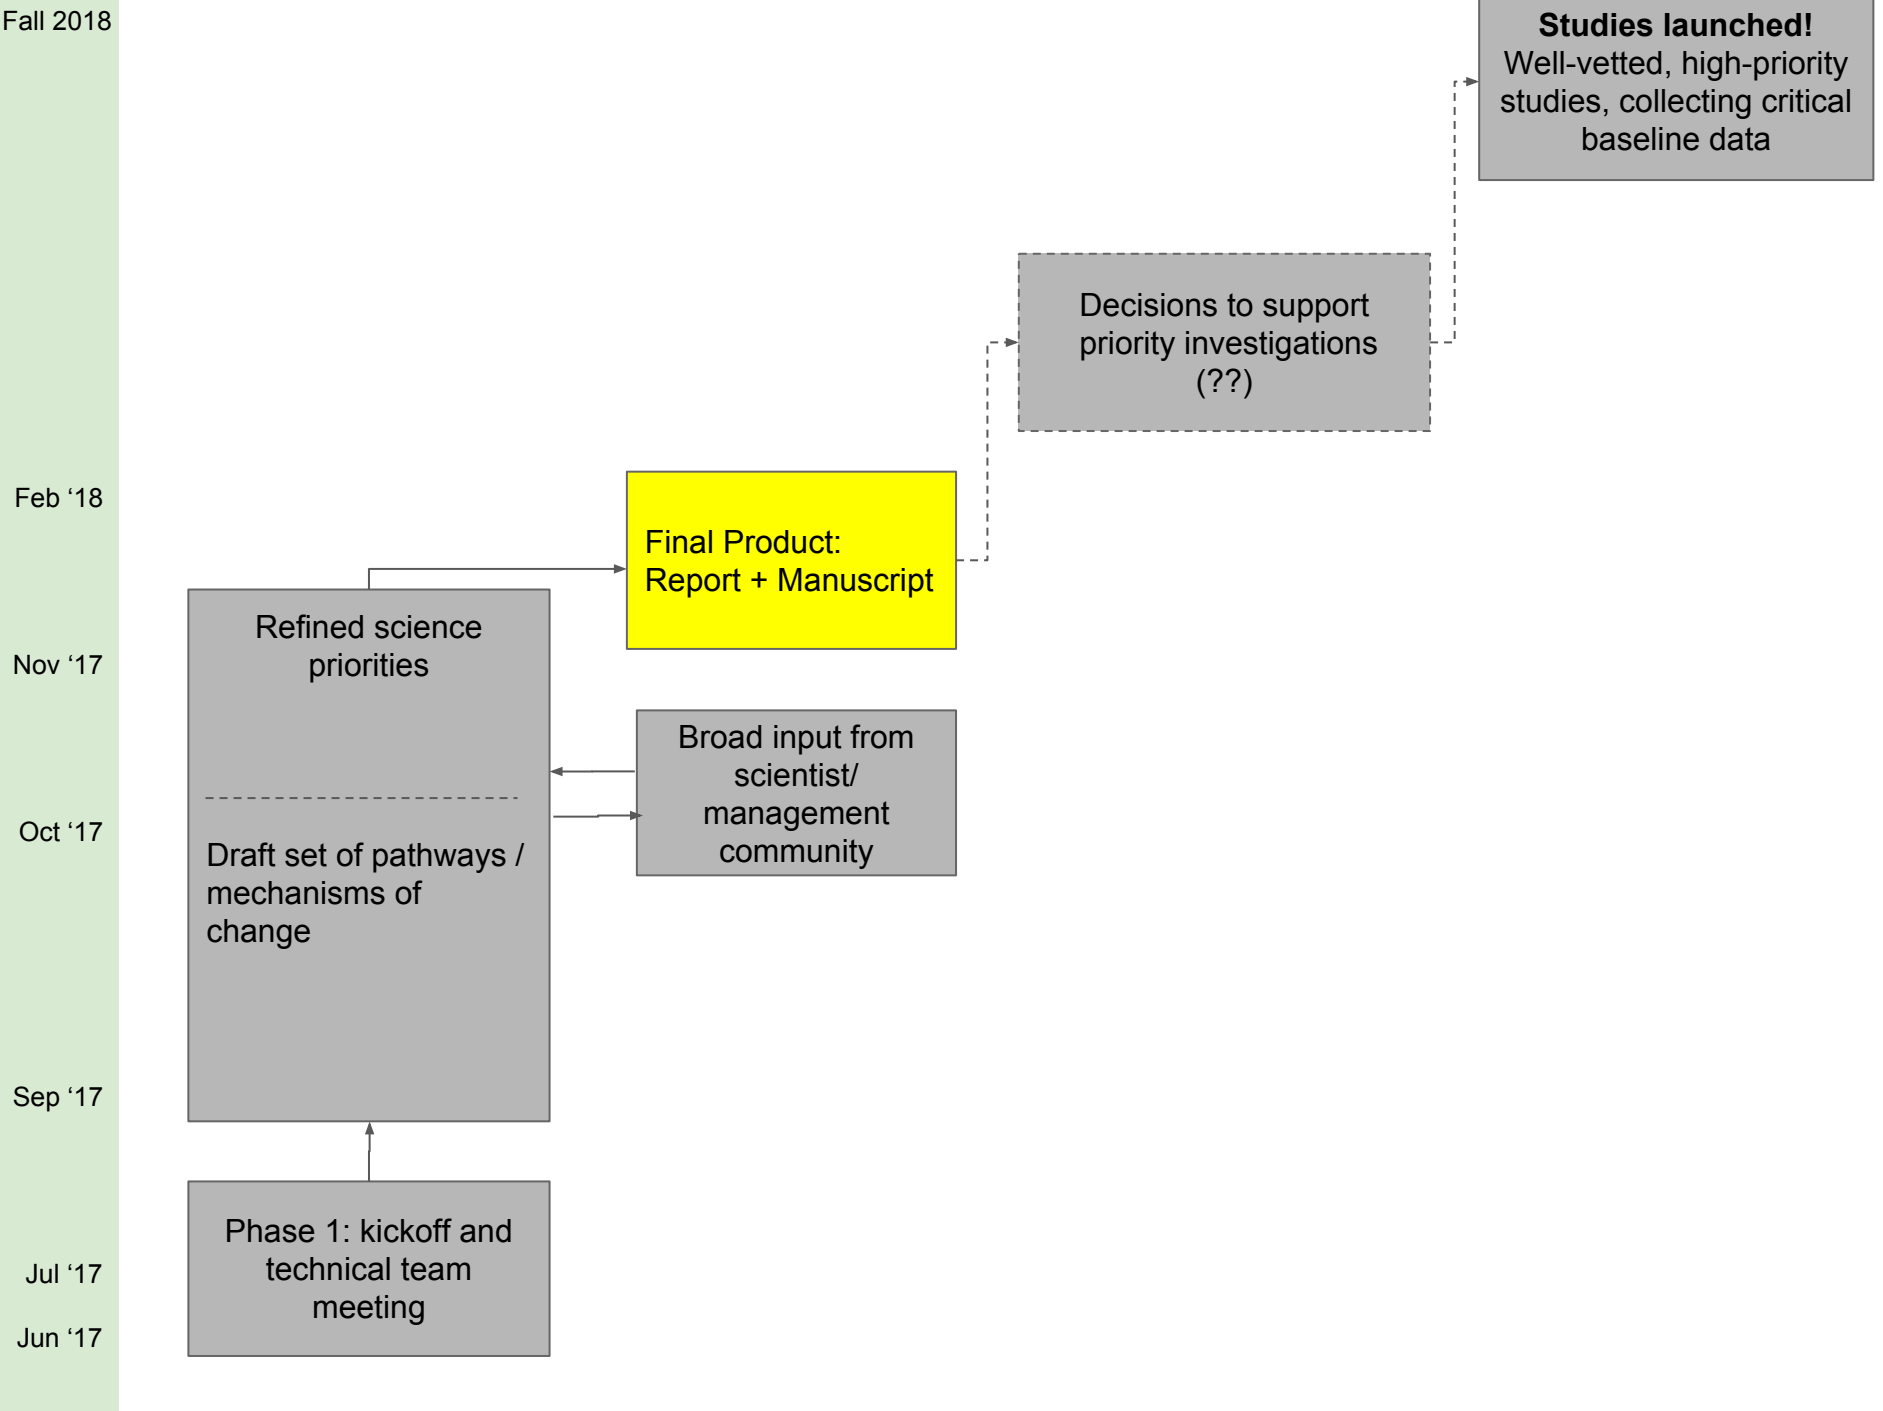 Fall 2018
Studies launched!
Well-vetted, high-priority
studies, collecting critical
baseline data
Decisions to support
priority investigations
(??)
Feb ‘18
Final Product:
Report + Manuscript
Refined science
priorities
Nov ‘17
Broad input from
scientist/
management
community
Oct ‘17
Draft set of pathways /
mechanisms of
change
Sep ‘17
Phase 1: kickoff and
technical team
meeting
Jul ‘17
Jun ‘17